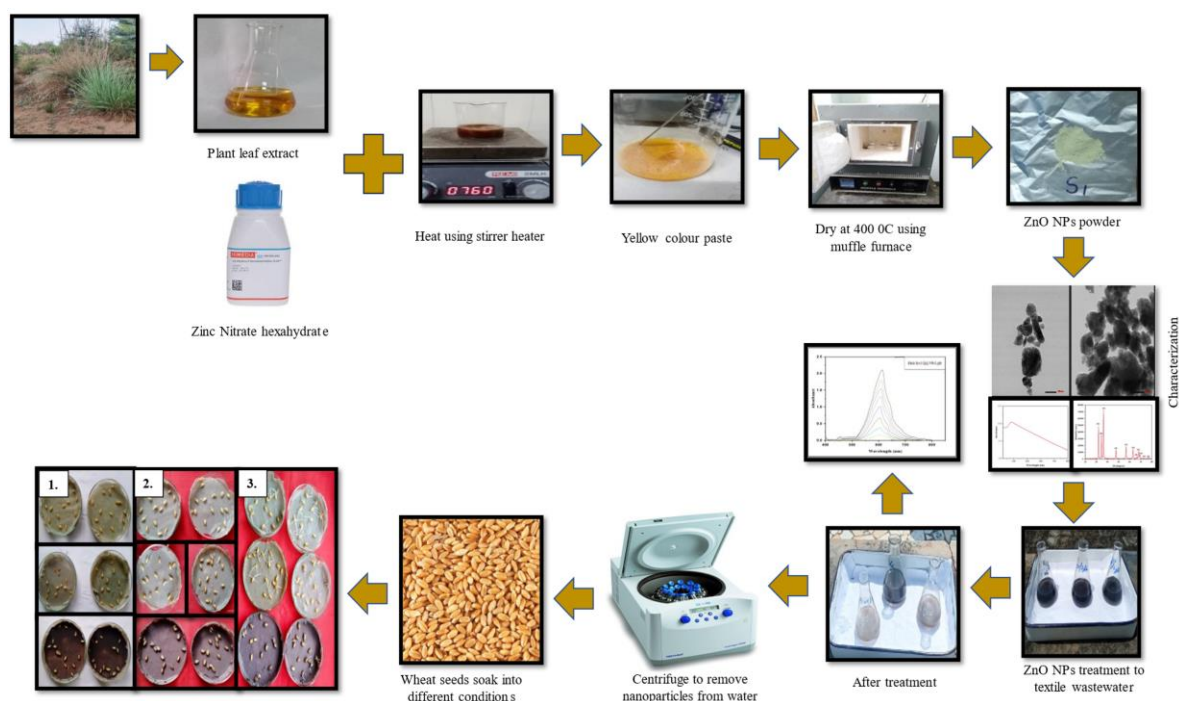 Plant leaf extract
Zinc Nitrate hexahydrate
0760
Heat using stirrer heater
Yellow colour paste
Dry at 400 0C using
muffle furnace
S1
ZnO NPs powder
Characterization
ZnO NPs treatment to
textile wastewater
After treatment
Wavelength (nm)
Centrifuge to remove
nanoparticles from water
Wheat seeds soak into
different conditions
1.
2.
3.